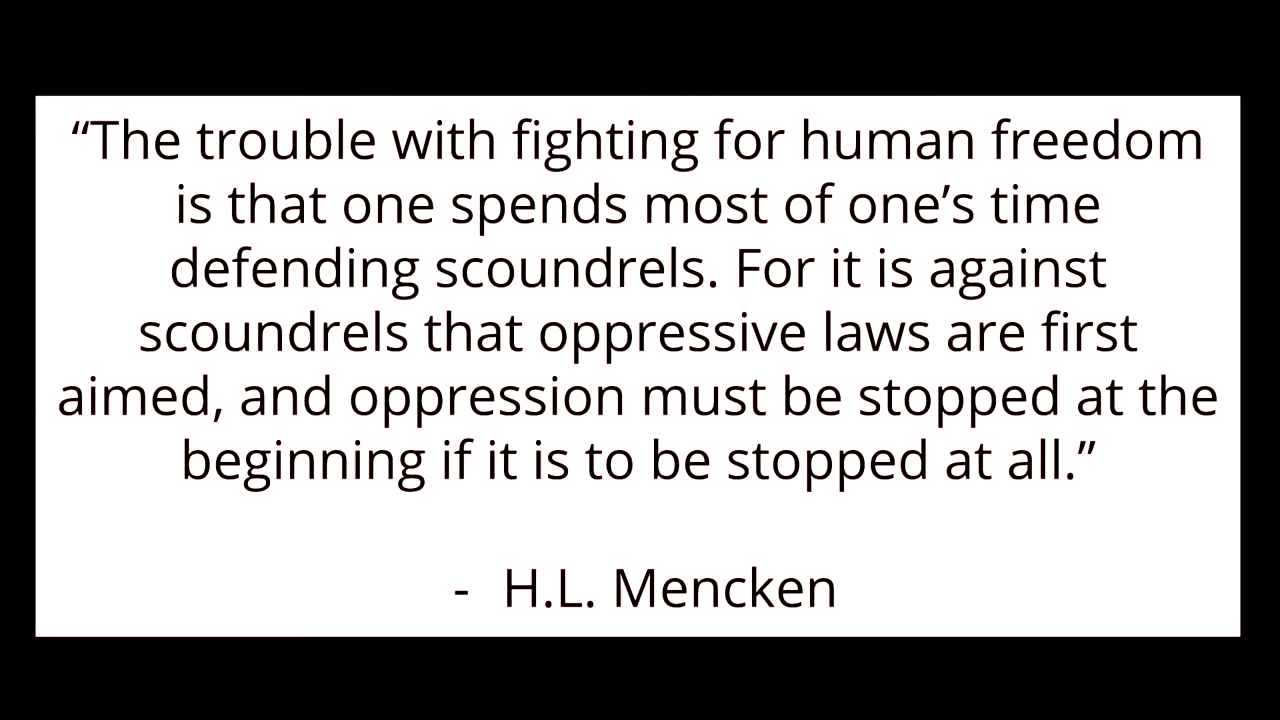 “The trouble with fighting for human freedom
is that one spends most of one’s time
defending scoundrels. For it is against
scoundrels that oppressive laws are first
aimed, and oppression must be stopped at the
beginning if it is to be stopped at all.”
- H.L. Mencken